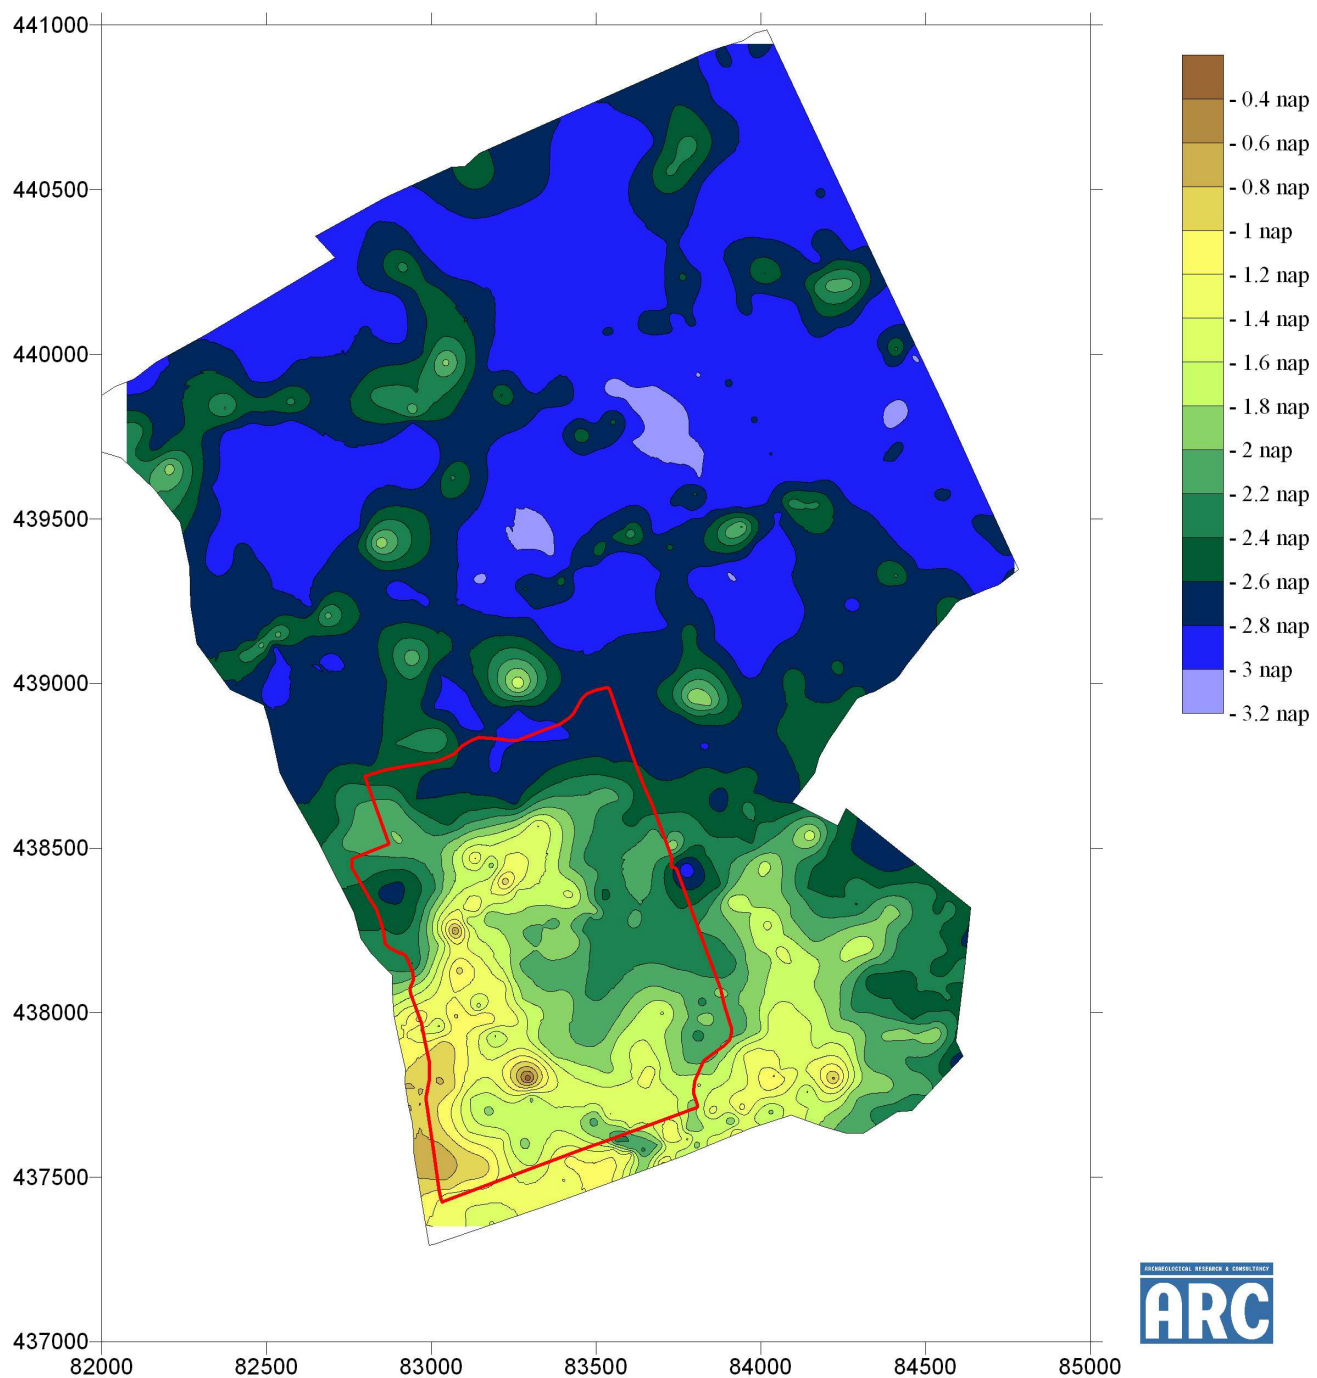 441000
440500
440000
439500
439000
438500
438000
437500
437000
82000 82500 83000 83500 84000 84500 85000
- 0.4 nap
- 0.6 nap
- 0.8 nap
- 1 nap
- 1.2 nap
- 1.4 nap
- 1.6 nap
- 1.8 nap
- 2 nap
- 2.2 nap
- 2.4 nap
- 2.6 nap
- 2.8 nap
- 3 nap
- 3.2 nap
ARCHAEOLOGICAL RESEARCH & CONSULTANCY
ARC